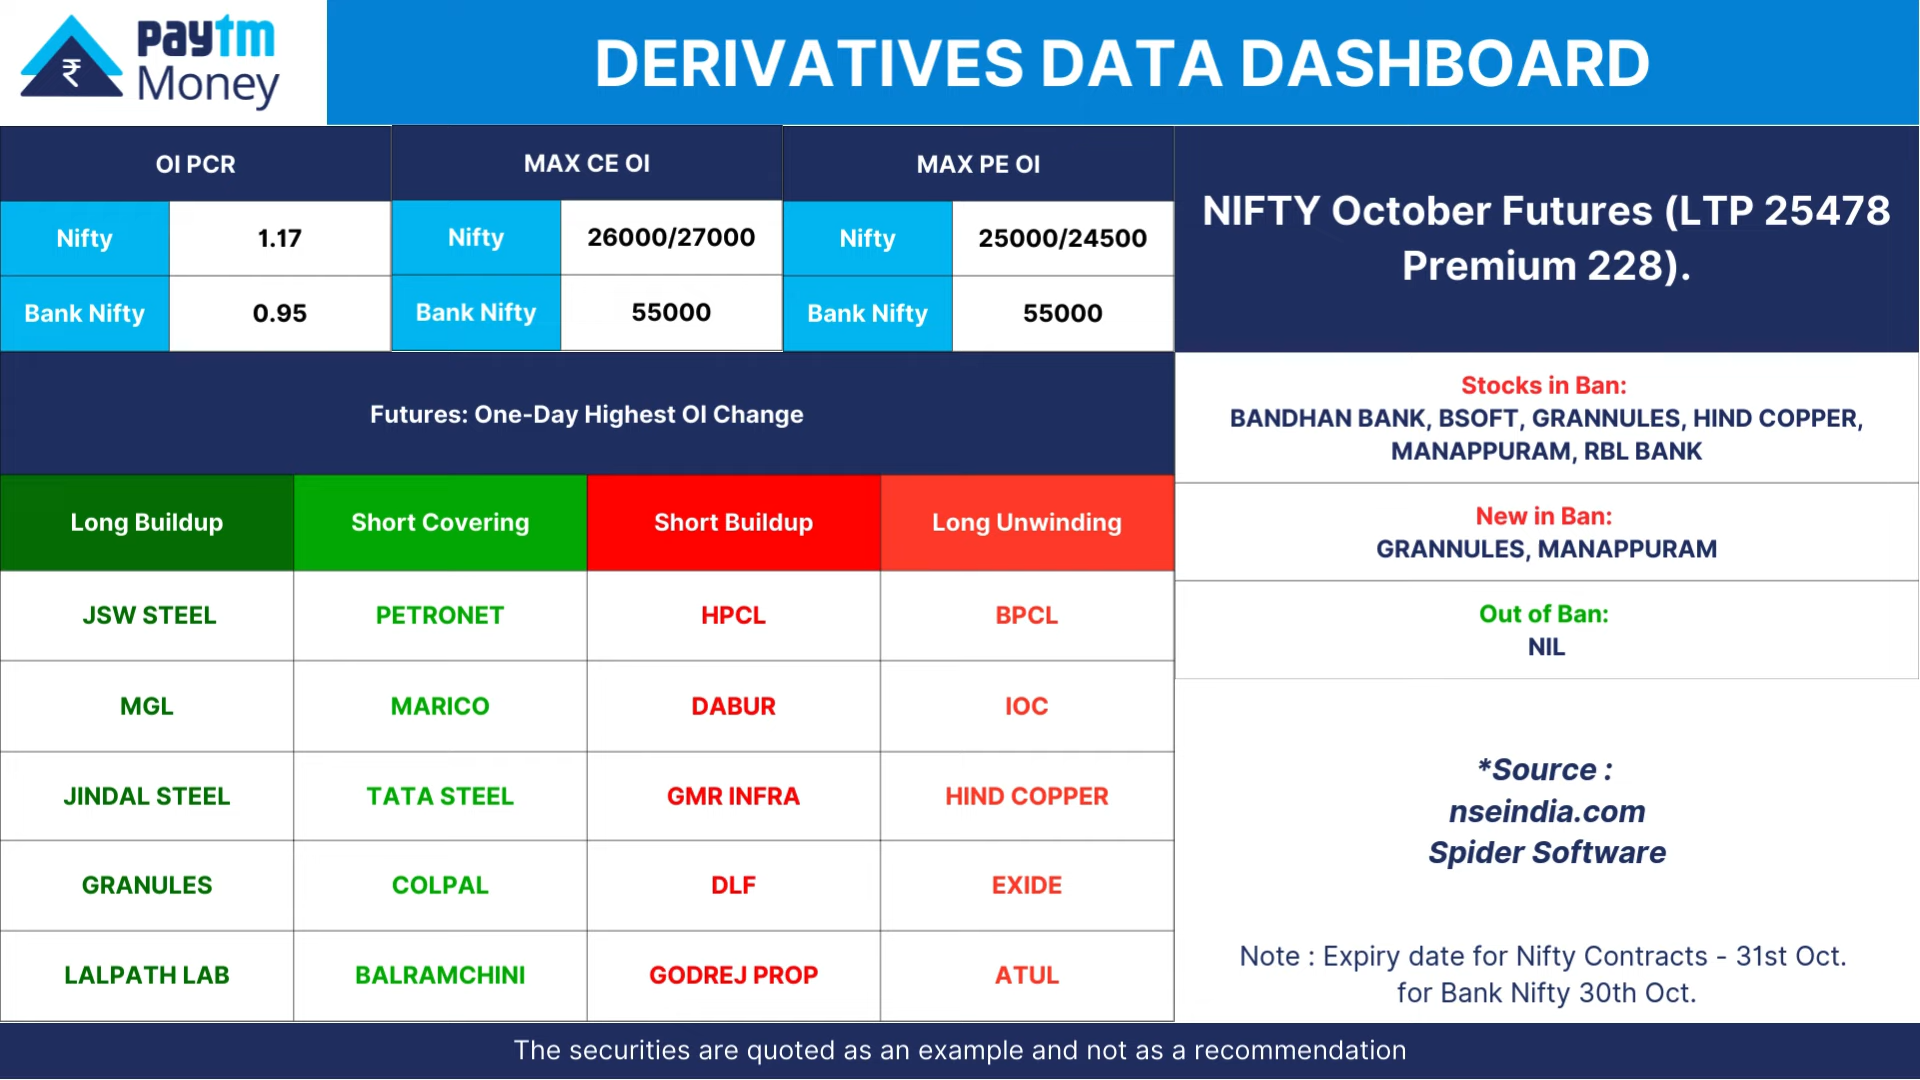 paytm
Money
DERIVATIVES DATA DASHBOARD
OI PCR
Nifty 1.17
Bank Nifty 0.95
MAX CE OI
Nifty 26000/27000
Bank Nifty 55000
MAX PE OI
Nifty 25000/24500
Bank Nifty 55000
NIFTY October Futures (LTP 25478
Premium 228).
Futures: One-Day Highest OI Change
Long Buildup Short Covering Short Buildup Long Unwinding
JSW STEEL PETRONET HPCL BPCL
MGL MARICO DABUR IOC
JINDAL STEEL TATA STEEL GMR INFRA HIND COPPER
GRANULES COLPAL DLF EXIDE
LALPATH LAB BALRAMCHINI GODREJ PROP ATUL
Stocks in Ban:
BANDHAN BANK, BSOFT, GRANNULES, HIND COPPER,
MANAPPURAM, RBL BANK
New in Ban:
GRANNULES, MANAPPURAM
Out of Ban:
NIL
*Source :
nseindia.com
Spider Software
Note : Expiry date for Nifty Contracts - 31st Oct.
for Bank Nifty 30th Oct.
The securities are quoted as an example and not as a recommendation